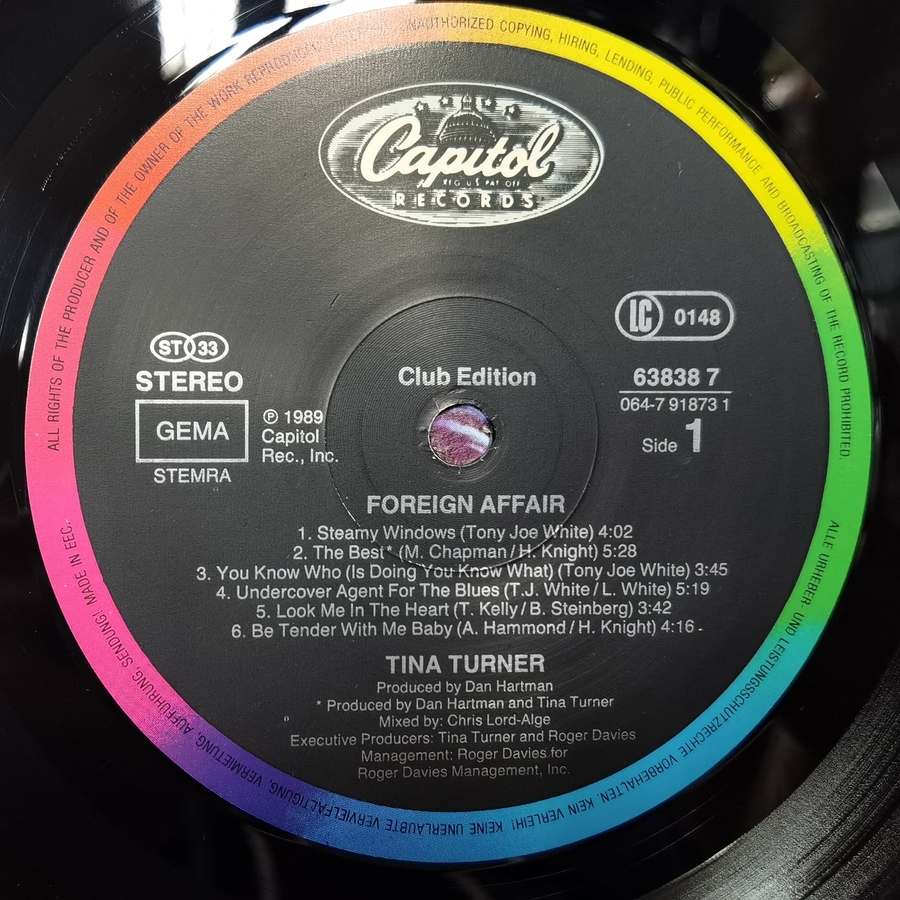 ALL RIGHTS OF THE PRODUCER AND OF THE OWNER OF THE WORK REPRODUCED RESERVED. UNAUTHORIZED COPYING, HIRING, LENDING, PUBLIC PERFORMANCE AND BROADCASTING OF THE RECORD PROHIBITED.
Capitol
REG. U.S. PAT. OFF.
RECORDS
LC 0148
ST 33
STEREO
GEMA
STEMRA
℗ 1989
Capitol
Rec., Inc.
Club Edition
63838 7
064-7 91873 1
Side 1
FOREIGN AFFAIR
1. Steamy Windows (Tony Joe White) 4:02
2. The Best* (M. Chapman / H. Knight) 5:28
3. You Know Who (Is Doing You Know What) (Tony Joe White) 3:45
4. Undercover Agent For The Blues (T.J. White / L. White) 5:19
5. Look Me In The Heart (T. Kelly / B. Steinberg) 3:42
6. Be Tender With Me Baby (A. Hammond / H. Knight) 4:16
TINA TURNER
Produced by Dan Hartman
* Produced by Dan Hartman and Tina Turner
Mixed by: Chris Lord-Alge
Executive Producers: Tina Turner and Roger Davies
Management: Roger Davies for
Roger Davies Management, Inc.
ALLE URHEBER- UND LEISTUNGSSCHUTZRECHTE VORBEHALTEN. KEIN VERLEIH! KEINE UNERLAUBTE VERVIELFÄLTIGUNG, VERMIETUNG, AUFFÜHRUNG, SENDUNG! MADE IN EEC.